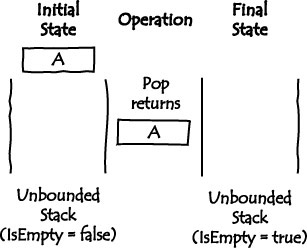 Initial
State
Operation
Final
State
A
Pop
returns
A
Unbounded
Stack
(IsEmpty = false)
Unbounded
Stack
(IsEmpty = true)